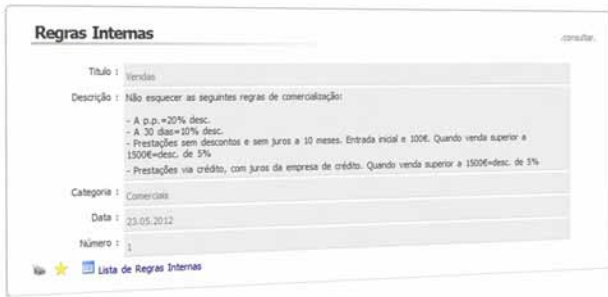 Regras Internas
.consultar.
Título : Vendas
Descrição : Não esquecer as seguintes regras de comercialização:
- A p.p.=20% desc.
- A 30 dias=10% desc.
- Prestações sem descontos e sem juros a 10 meses. Entrada inicial e 100€. Quando venda superior a
1500€=desc. de 5%
- Prestações via crédito, com juros da empresa de crédito. Quando venda superior a 1500€=desc. de 5%
Categoria : Comerciais
Data : 23.05.2012
Número : 1
Lista de Regras Internas